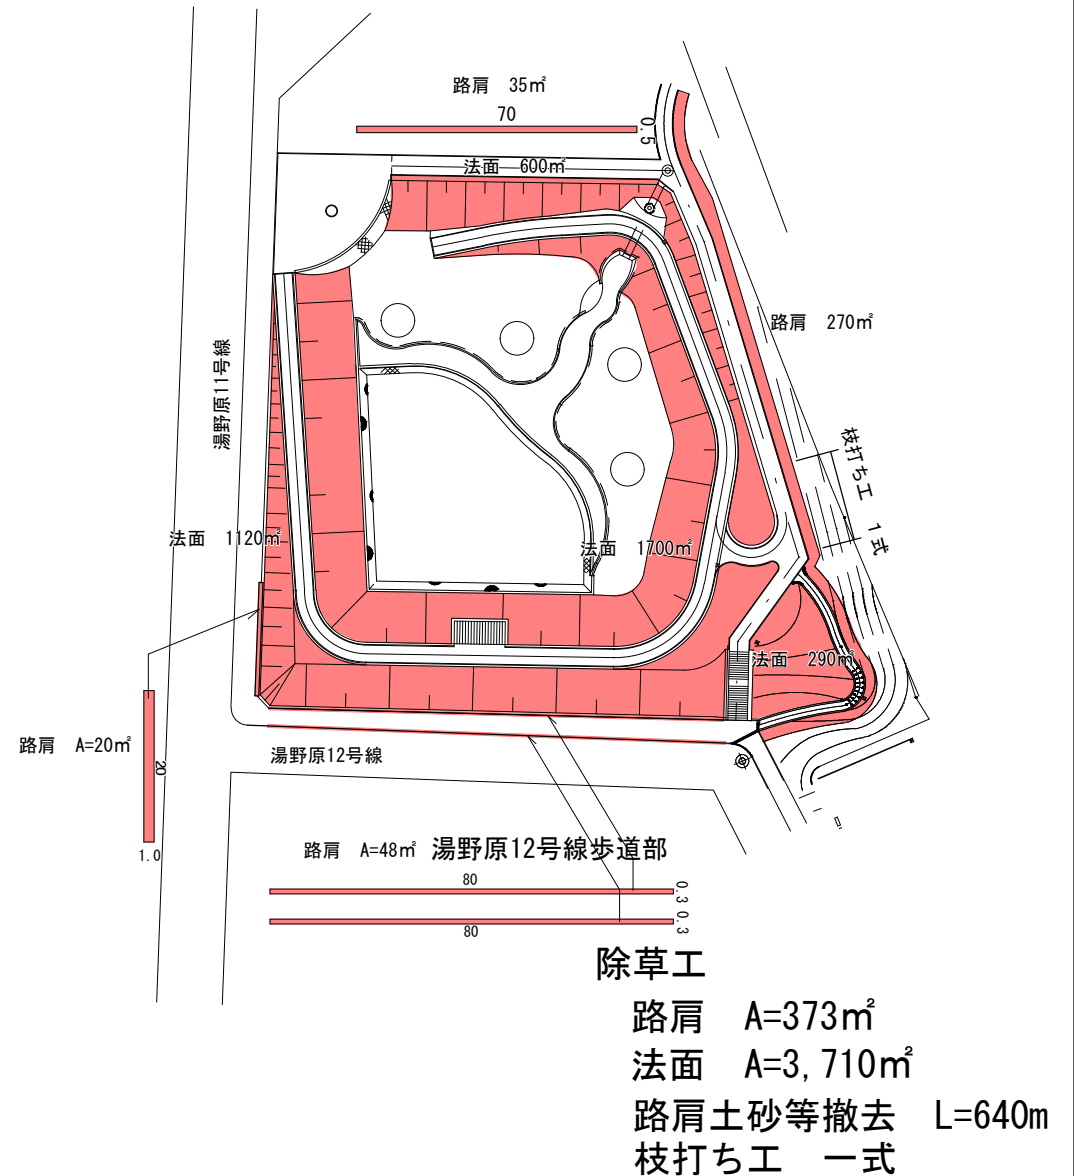 路肩　35㎡
70
0.5
法面　600㎡
路肩　270㎡
湯野原11号線
枝打ち工　1式
法面　1120㎡
法面　1700㎡
法面　290㎡
路肩　A=20㎡
20
1.0
湯野原12号線
路肩　A=48㎡
湯野原12号線歩道部
80
0.3
80
0.3
除草工
路肩　A=373㎡
法面　A=3,710㎡
路肩土砂等撤去　L=640m
枝打ち工　一式